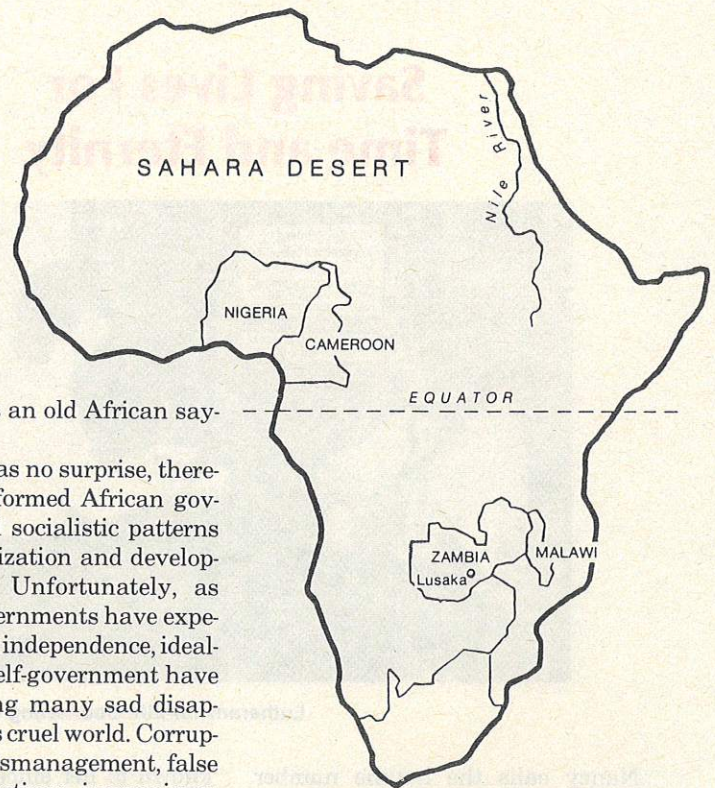 Saving Lives For
Time and Eternity
SAHARA DESERT
Nile River
NIGERIA
CAMEROON
EQUATOR
an old African say-
as no surprise, there-
formed African gov-
socialistic patterns
ization and develop-
Unfortunately, as
ernments have expe-
independence, ideal-
elf-government have
ng many sad disap-
s cruel world. Corrup-
smanagement, false
ZAMBIA
MALAWI
Lusaka